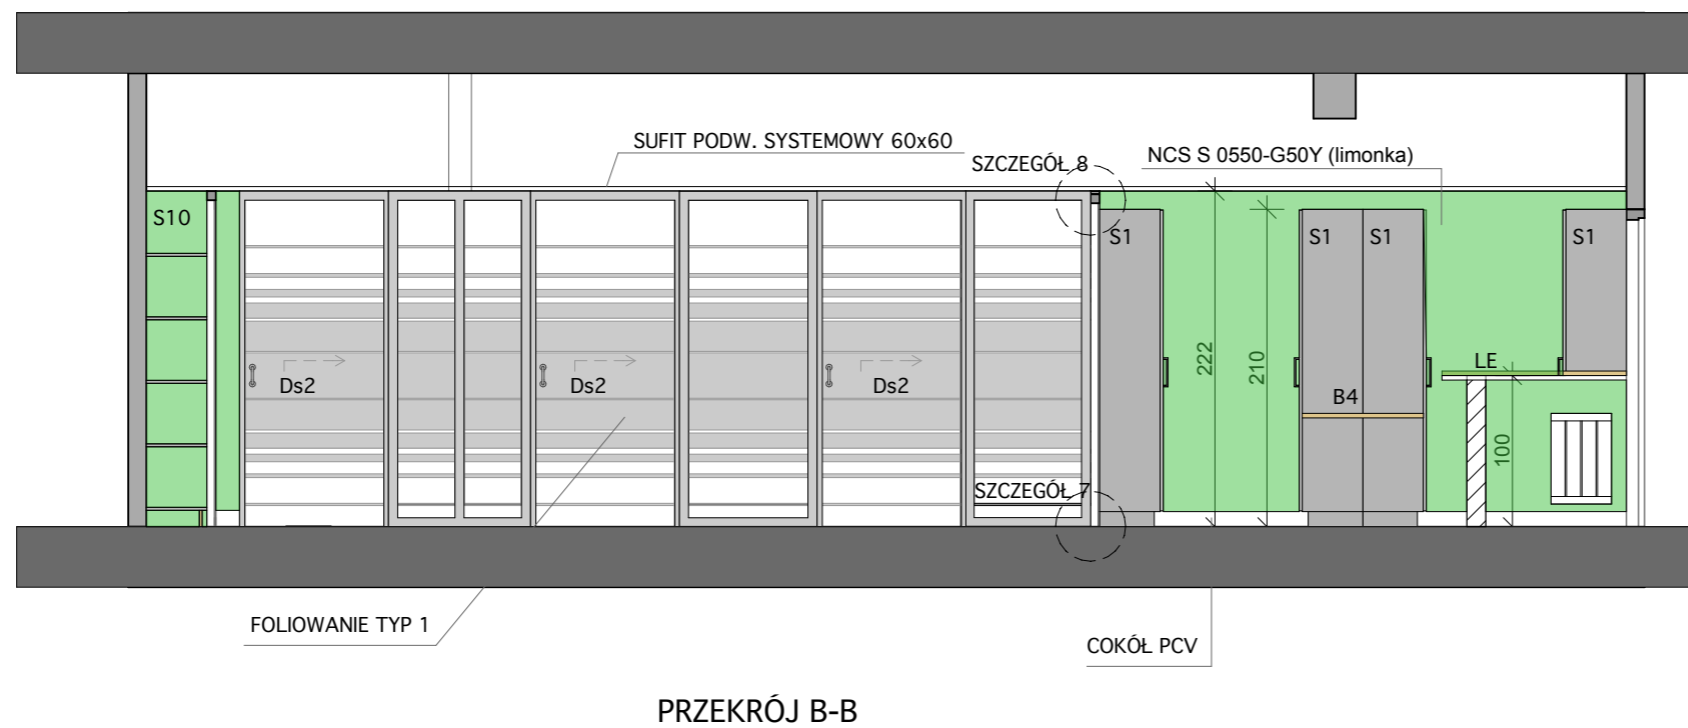 SUFIT PODW. SYSTEMOWY 60x60
SZCZEGÓŁ 8
NCS S 0550-G50Y (limonka)
S10
S1
S1
S1
S1
222
210
LE
Ds2
Ds2
Ds2
B4
100
SZCZEGÓŁ 7
FOLIOWANIE TYP 1
COKÓŁ PCV
PRZEKRÓJ B-B